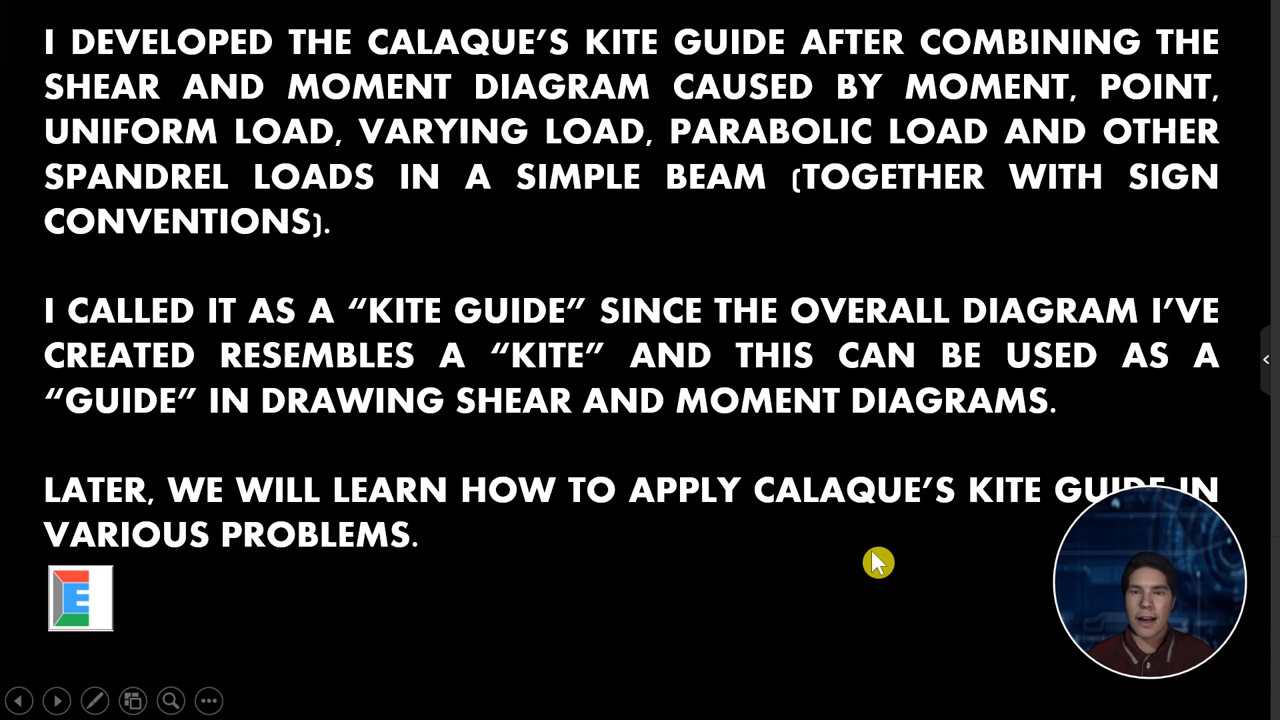 I DEVELOPED THE CALAQUE’S KITE GUIDE AFTER COMBINING THE
SHEAR AND MOMENT DIAGRAM CAUSED BY MOMENT, POINT,
UNIFORM LOAD, VARYING LOAD, PARABOLIC LOAD AND OTHER
SPANDREL LOADS IN A SIMPLE BEAM (TOGETHER WITH SIGN
CONVENTIONS).
I CALLED IT AS A “KITE GUIDE” SINCE THE OVERALL DIAGRAM I’VE
CREATED RESEMBLES A “KITE” AND THIS CAN BE USED AS A
“GUIDE” IN DRAWING SHEAR AND MOMENT DIAGRAMS.
LATER, WE WILL LEARN HOW TO APPLY CALAQUE’S KITE GUIDE IN
VARIOUS PROBLEMS.
E